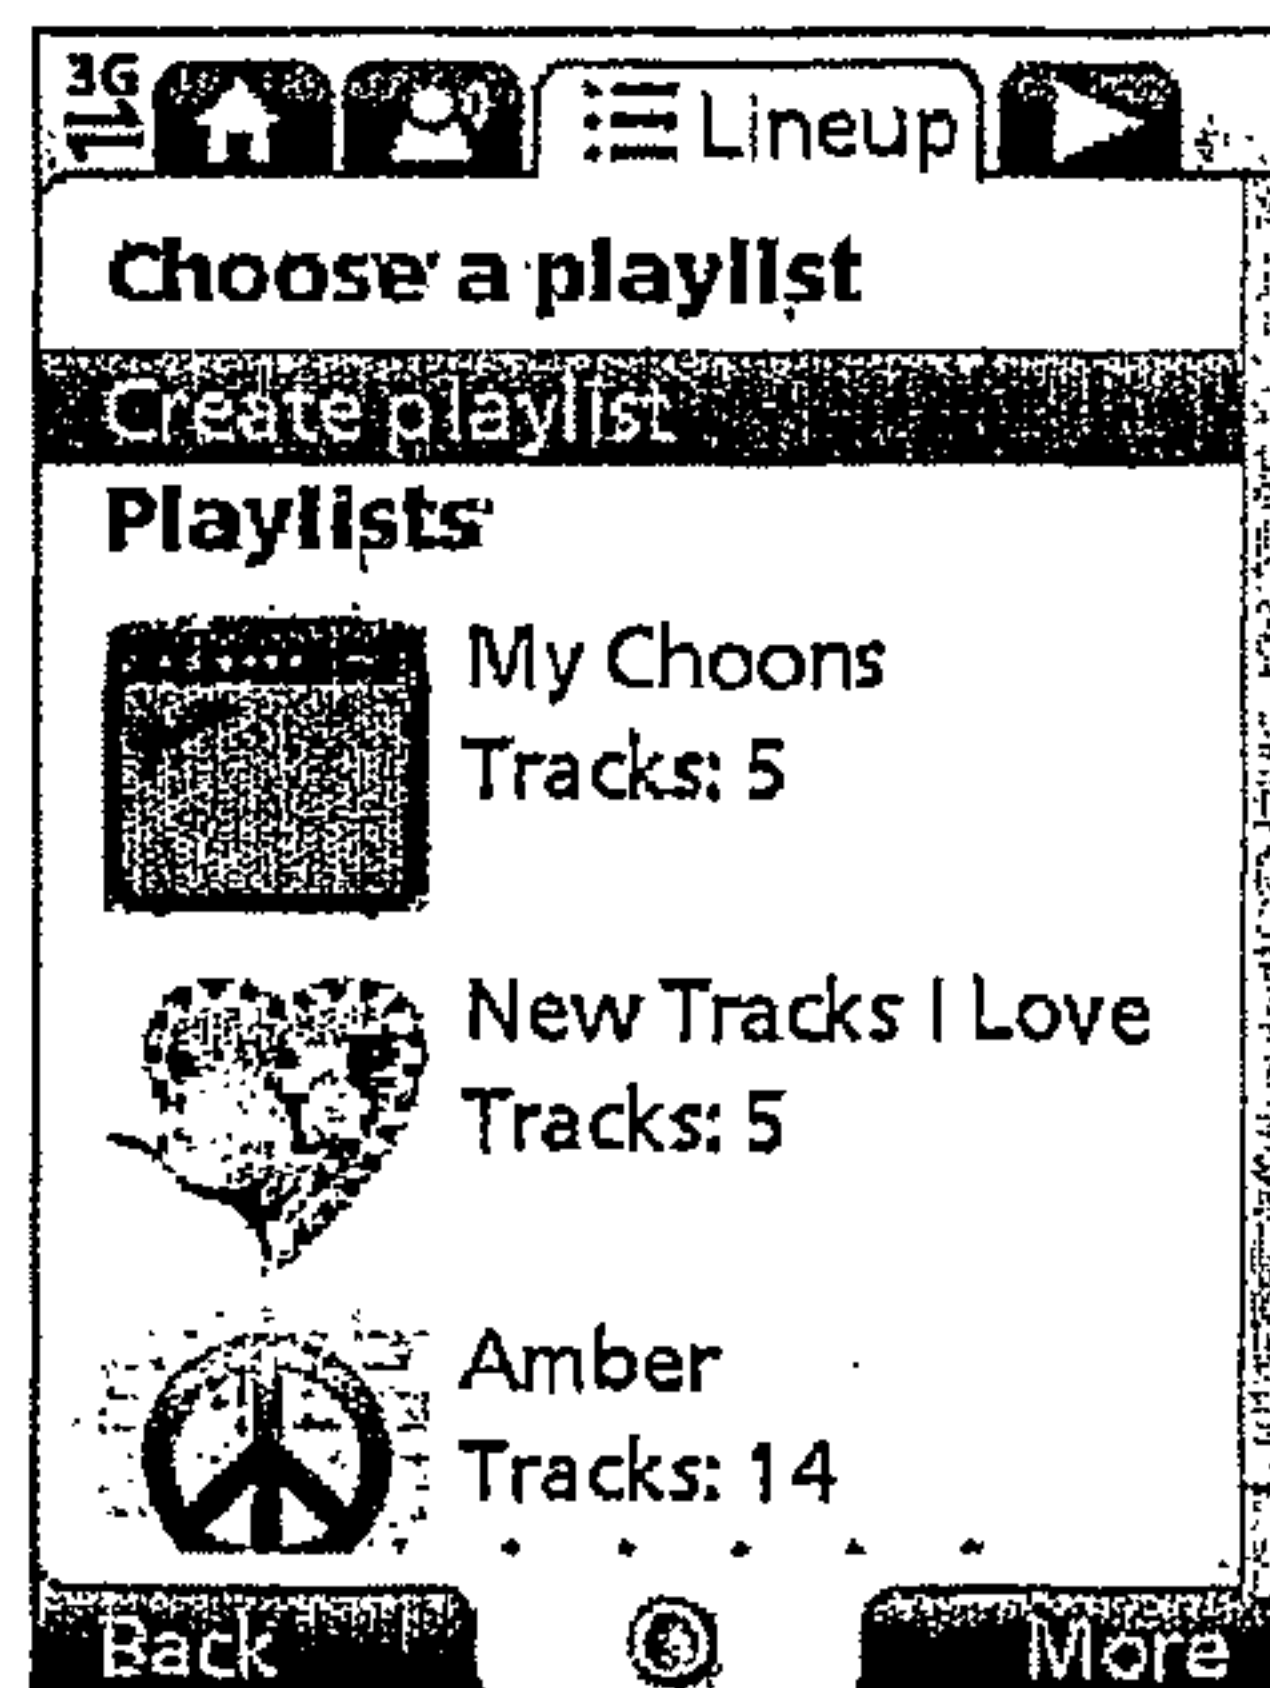 3G
Lineup
Choose a playlist
Create playlist
Playlists
My Choons
Tracks: 5
New Tracks I Love
Tracks: 5
Amber
Tracks: 14
Back
More